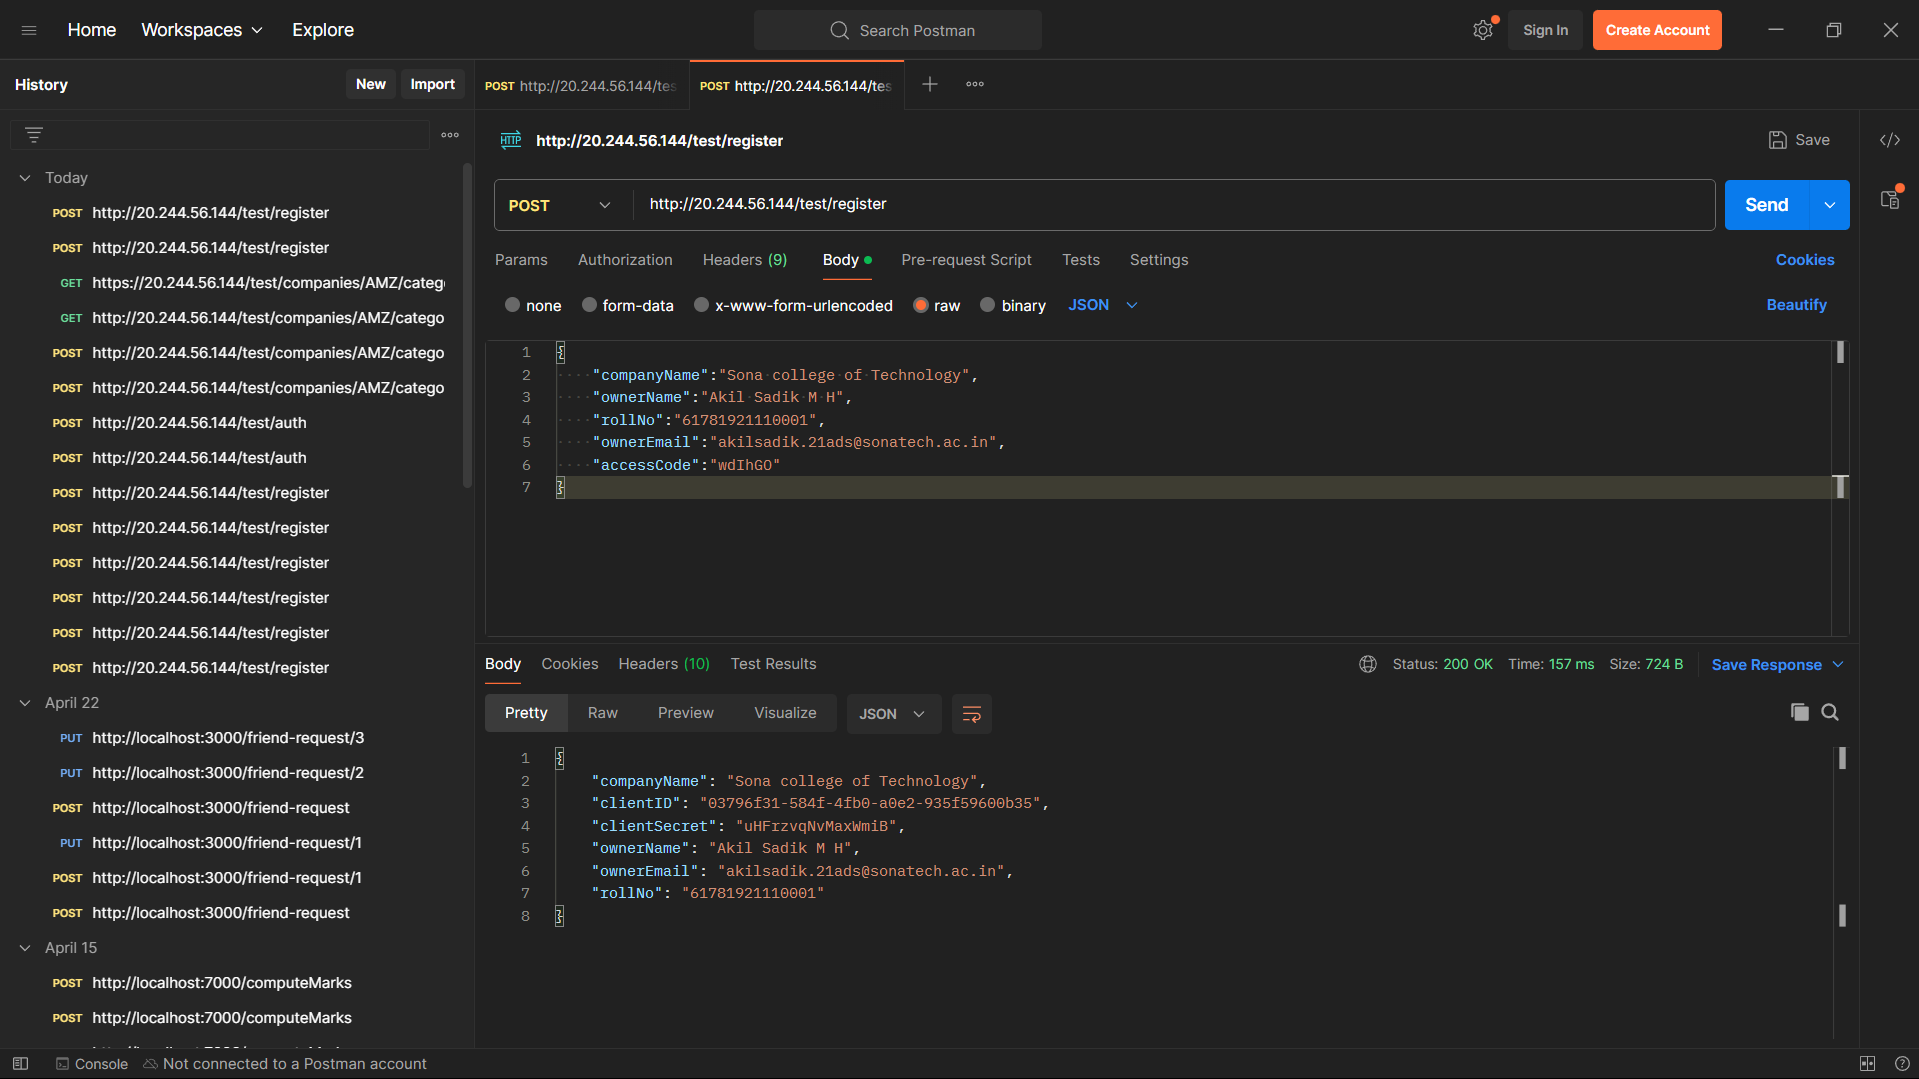 Home Workspaces Explore
Search Postman
Sign In Create Account
History New Import
POST http://20.244.56.144/tes POST http://20.244.56.144/tes
HTTP http://20.244.56.144/test/register
Save
Today
POST http://20.244.56.144/test/register
POST http://20.244.56.144/test/register
GET https://20.244.56.144/test/companies/AMZ/categ
GET http://20.244.56.144/test/companies/AMZ/catego
POST http://20.244.56.144/test/companies/AMZ/catego
POST http://20.244.56.144/test/companies/AMZ/catego
POST http://20.244.56.144/test/auth
POST http://20.244.56.144/test/auth
POST http://20.244.56.144/test/register
POST http://20.244.56.144/test/register
POST http://20.244.56.144/test/register
POST http://20.244.56.144/test/register
POST http://20.244.56.144/test/register
POST http://20.244.56.144/test/register
April 22
PUT http://localhost:3000/friend-request/3
PUT http://localhost:3000/friend-request/2
POST http://localhost:3000/friend-request
PUT http://localhost:3000/friend-request/1
POST http://localhost:3000/friend-request/1
POST http://localhost:3000/friend-request
April 15
POST http://localhost:7000/computeMarks
POST http://localhost:7000/computeMarks
POST http://20.244.56.144/test/register
Send
Params Authorization Headers (9) Body Pre-request Script Tests Settings Cookies
none form-data x-www-form-urlencoded raw binary JSON Beautify
1 {
2 "companyName":"Sona college of Technology",
3 "ownerName":"Akil Sadik M H",
4 "rollNo":"61781921110001",
5 "ownerEmail":"akilsadik.21ads@sonatech.ac.in",
6 "accessCode":"wdIhGO"
7 }
Body Cookies Headers (10) Test Results
Status: 200 OK Time: 157 ms Size: 724 B Save Response
Pretty Raw Preview Visualize JSON
1 {
2 "companyName": "Sona college of Technology",
3 "clientID": "03796f31-584f-4fb0-a0e2-935f59600b35",
4 "clientSecret": "uHFrzvqNvMaxWmiB",
5 "ownerName": "Akil Sadik M H",
6 "ownerEmail": "akilsadik.21ads@sonatech.ac.in",
7 "rollNo": "61781921110001"
8 }
Console Not connected to a Postman account